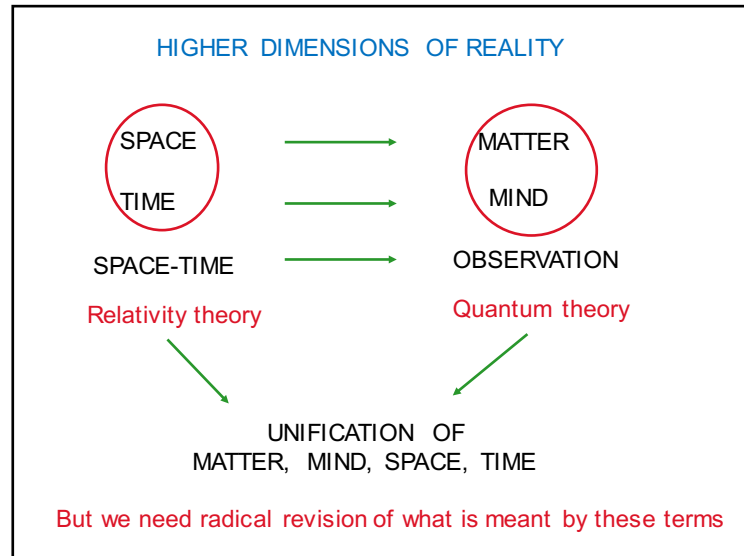 HIGHER DIMENSIONS OF REALITY
SPACE
MATTER
TIME
MIND
SPACE-TIME
OBSERVATION
Relativity theory
Quantum theory
UNIFICATION OF
MATTER, MIND, SPACE, TIME
But we need radical revision of what is meant by these terms